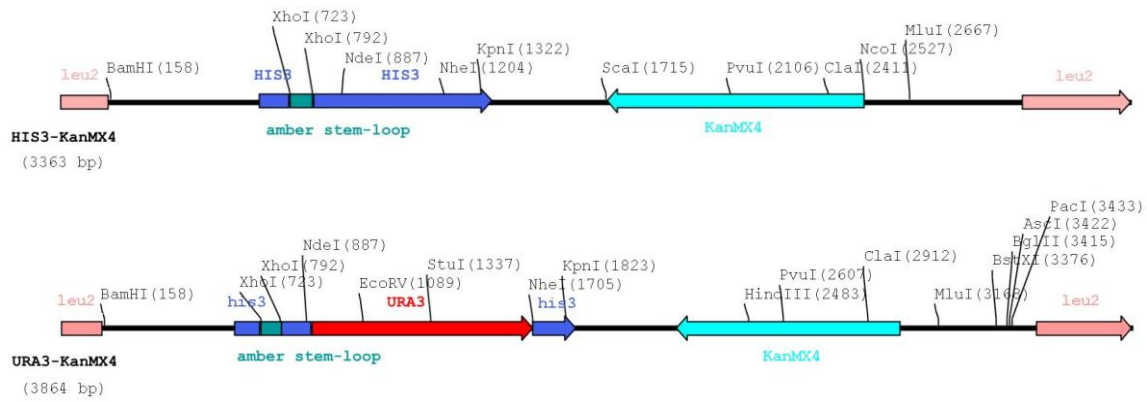 XhoI(723)
XhoI(792)
NdeI(887)
KpnI(1322)
MluI(2667)
NcoI(2527)
leu2
BamHI(158)
HIS3
HIS3
NheI(1204)
ScaI(1715)
PvuI(2106)
ClaI(2411)
leu2
amber stem-loop
KanMX4
HIS3-KanMX4
(3363 bp)
PacI(3433)
AscI(3422)
BglII(3415)
BstXI(3376)
NdeI(887)
XhoI(792)
XhoI(723)
StuI(1337)
KpnI(1823)
ClaI(2912)
PvuI(2607)
leu2
BamHI(158)
his3
EcoRV(1089)
URA3
NheI(1705)
his3
HincIII(2483)
MluI(3168)
leu2
amber stem-loop
KanMX4
URA3-KanMX4
(3864 bp)